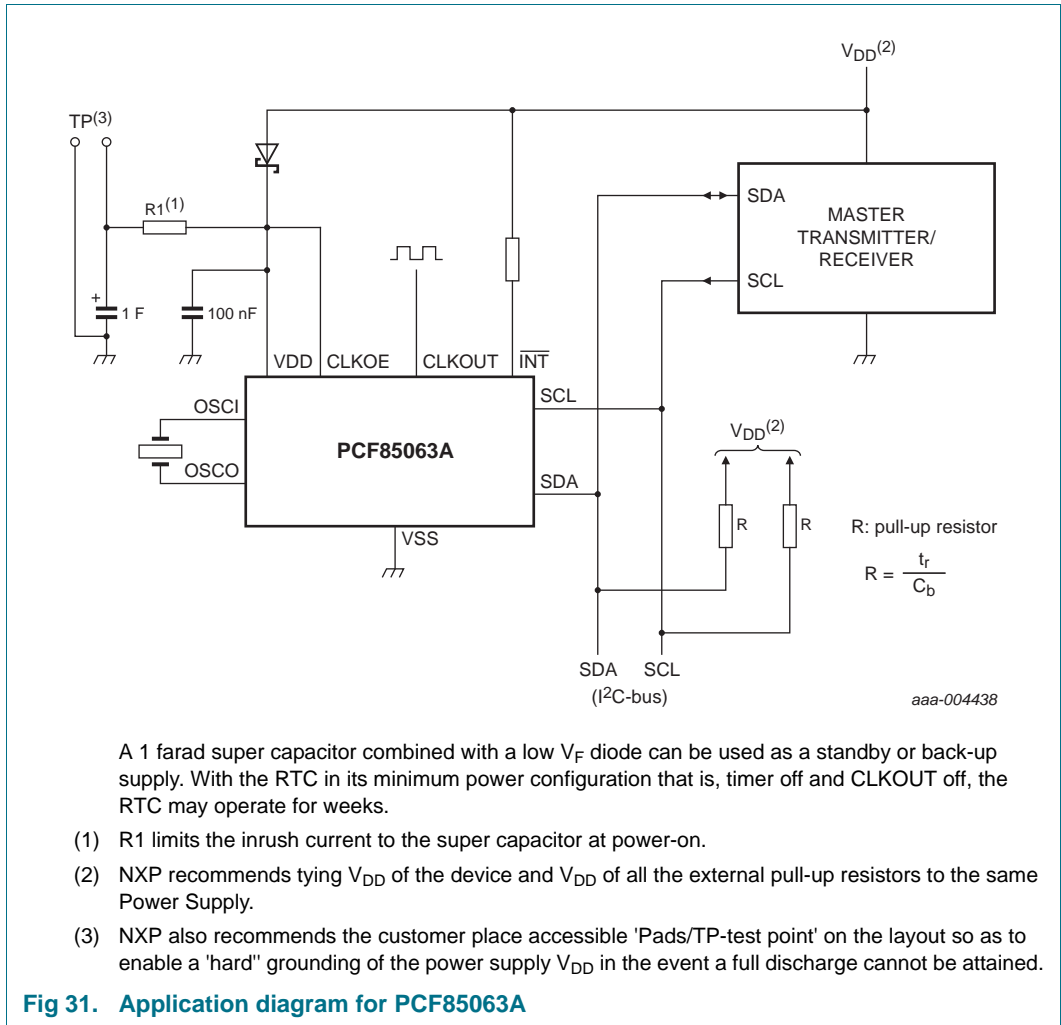 VDD(2)
TP(3)
R1(1)
+
1 F
100 nF
VDD CLKOE CLKOUT INT
OSCI
OSCO
PCF85063A
SCL
SDA
VSS
SDA
SCL
MASTER
TRANSMITTER/
RECEIVER
VDD(2)
R
R
R: pull-up resistor
R = tr
Cb
SDA SCL
(I2C-bus)
aaa-004438
A 1 farad super capacitor combined with a low VF diode can be used as a standby or back-up
supply. With the RTC in its minimum power configuration that is, timer off and CLKOUT off, the
RTC may operate for weeks.
(1) R1 limits the inrush current to the super capacitor at power-on.
(2) NXP recommends tying VDD of the device and VDD of all the external pull-up resistors to the same
Power Supply.
(3) NXP also recommends the customer place accessible 'Pads/TP-test point' on the layout so as to
enable a 'hard'' grounding of the power supply VDD in the event a full discharge cannot be attained.
Fig 31. Application diagram for PCF85063A